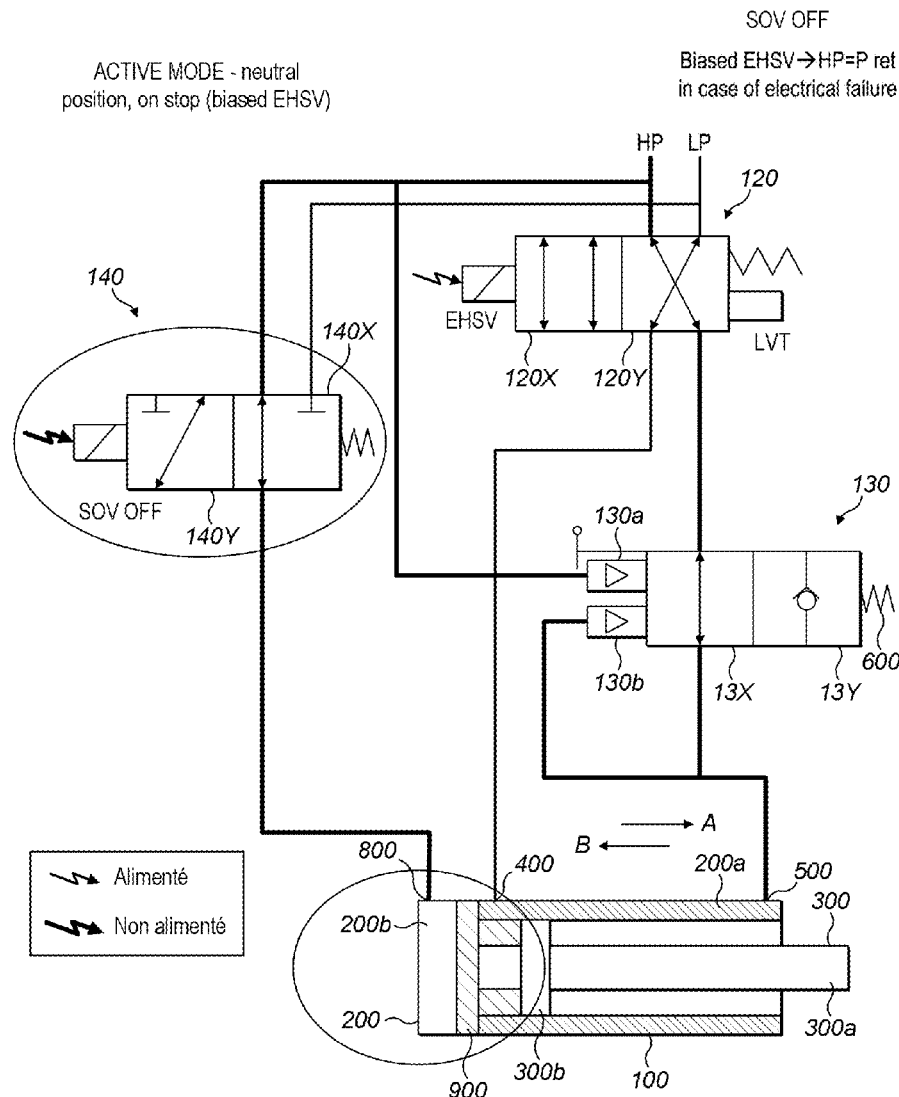 SOV OFF
ACTIVE MODE - neutral
position, on stop (biased EHSV)
Biased EHSV→HP=P ret
in case of electrical failure
HP
LP
120
140
EHSV
LVT
140X
120X
120Y
SOV OFF
140Y
130
130a
130b
600
13X
13Y
A
B
800
400
200a
500
300
Alimenté
Non alimenté
200b
200
300a
900
300b
100